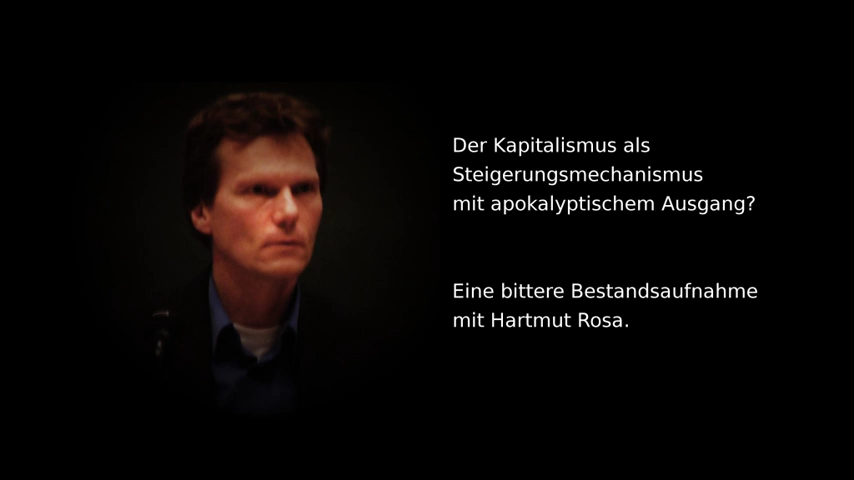 Der Kapitalismus als
Steigerungsmechanismus
mit apokalyptischem Ausgang?
Eine bittere Bestandsaufnahme
mit Hartmut Rosa.